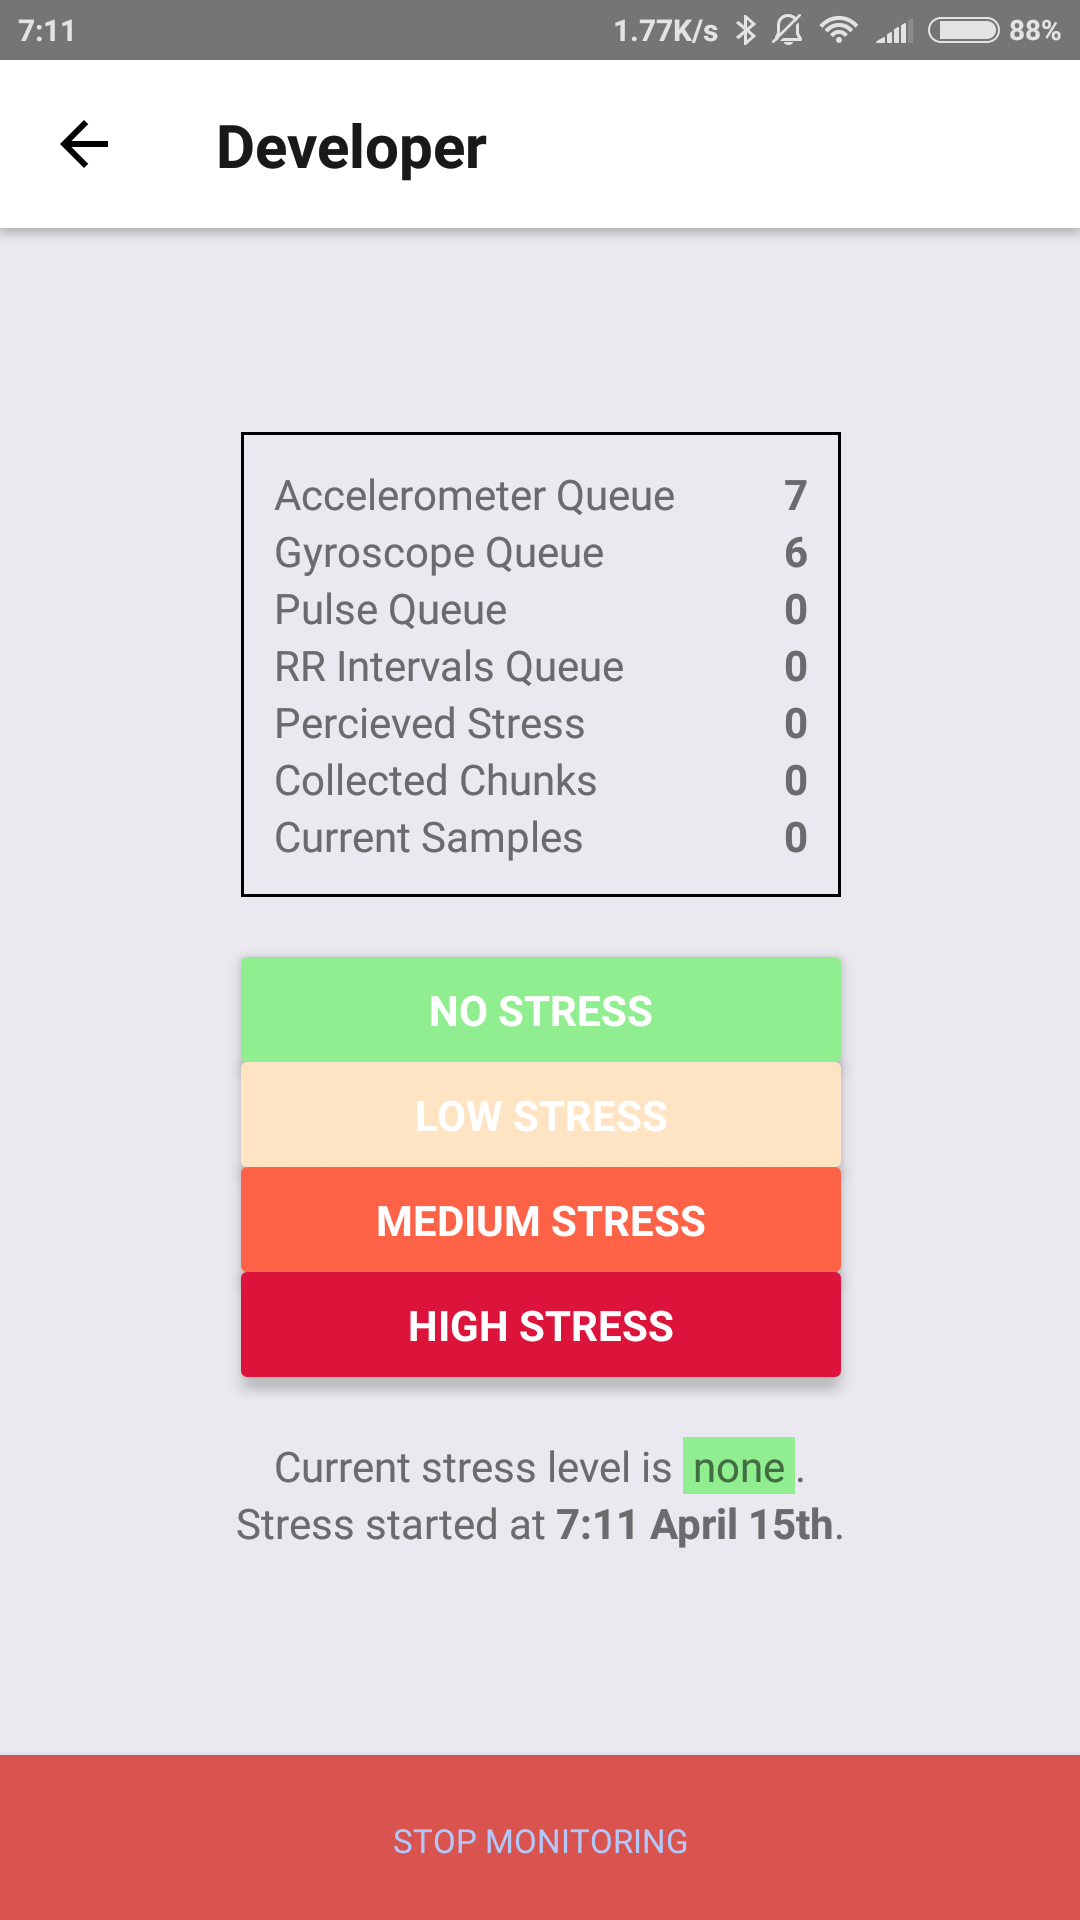 7:11 1.77K/s 88%
Developer
Accelerometer Queue 7
Gyroscope Queue 6
Pulse Queue 0
RR Intervals Queue 0
Percieved Stress 0
Collected Chunks 0
Current Samples 0
NO STRESS
LOW STRESS
MEDIUM STRESS
HIGH STRESS
Current stress level is none.
Stress started at 7:11 April 15th.
STOP MONITORING